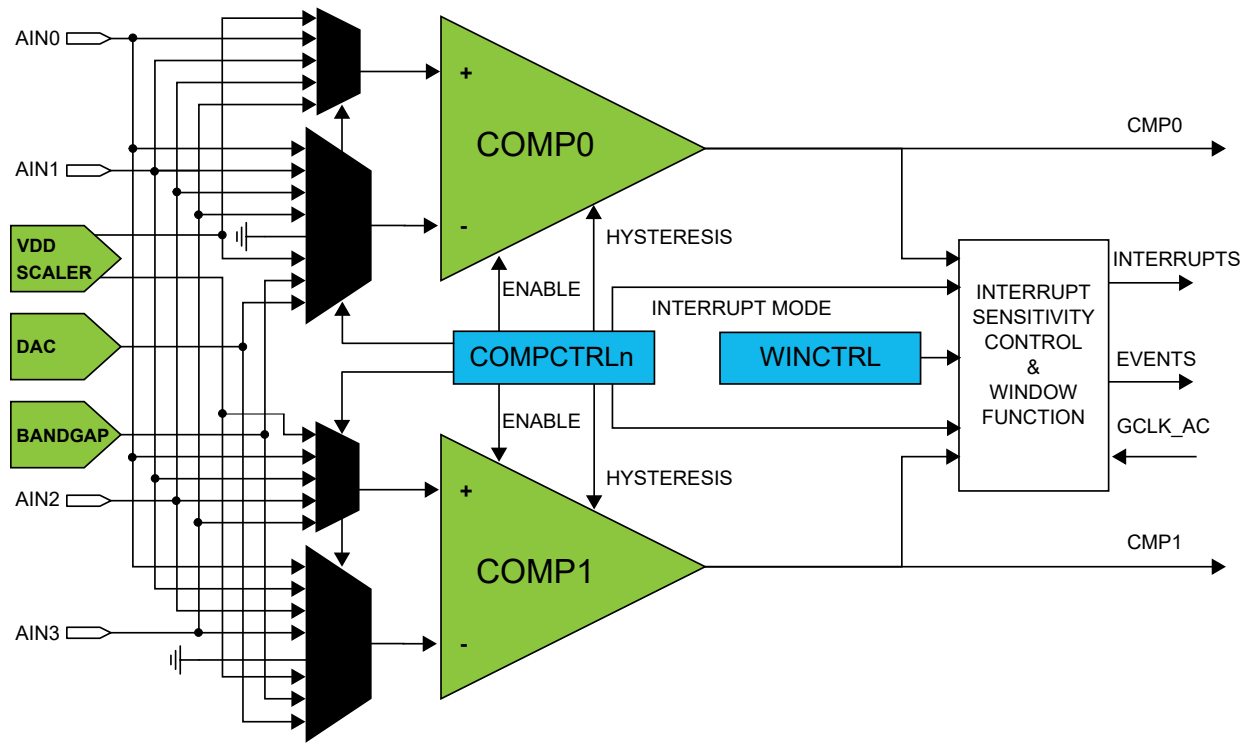 AIN0
+
COMP0
-
CMP0
AIN1
VDD
SCALER
HYSTERESIS
ENABLE
INTERRUPT MODE
INTERRUPT
SENSITIVITY
CONTROL
&
WINDOW
FUNCTION
INTERRUPTS
EVENTS
GCLK_AC
DAC
COMPCTRLn
WINCTRL
BANDGAP
ENABLE
HYSTERESIS
AIN2
+
COMP1
-
CMP1
AIN3